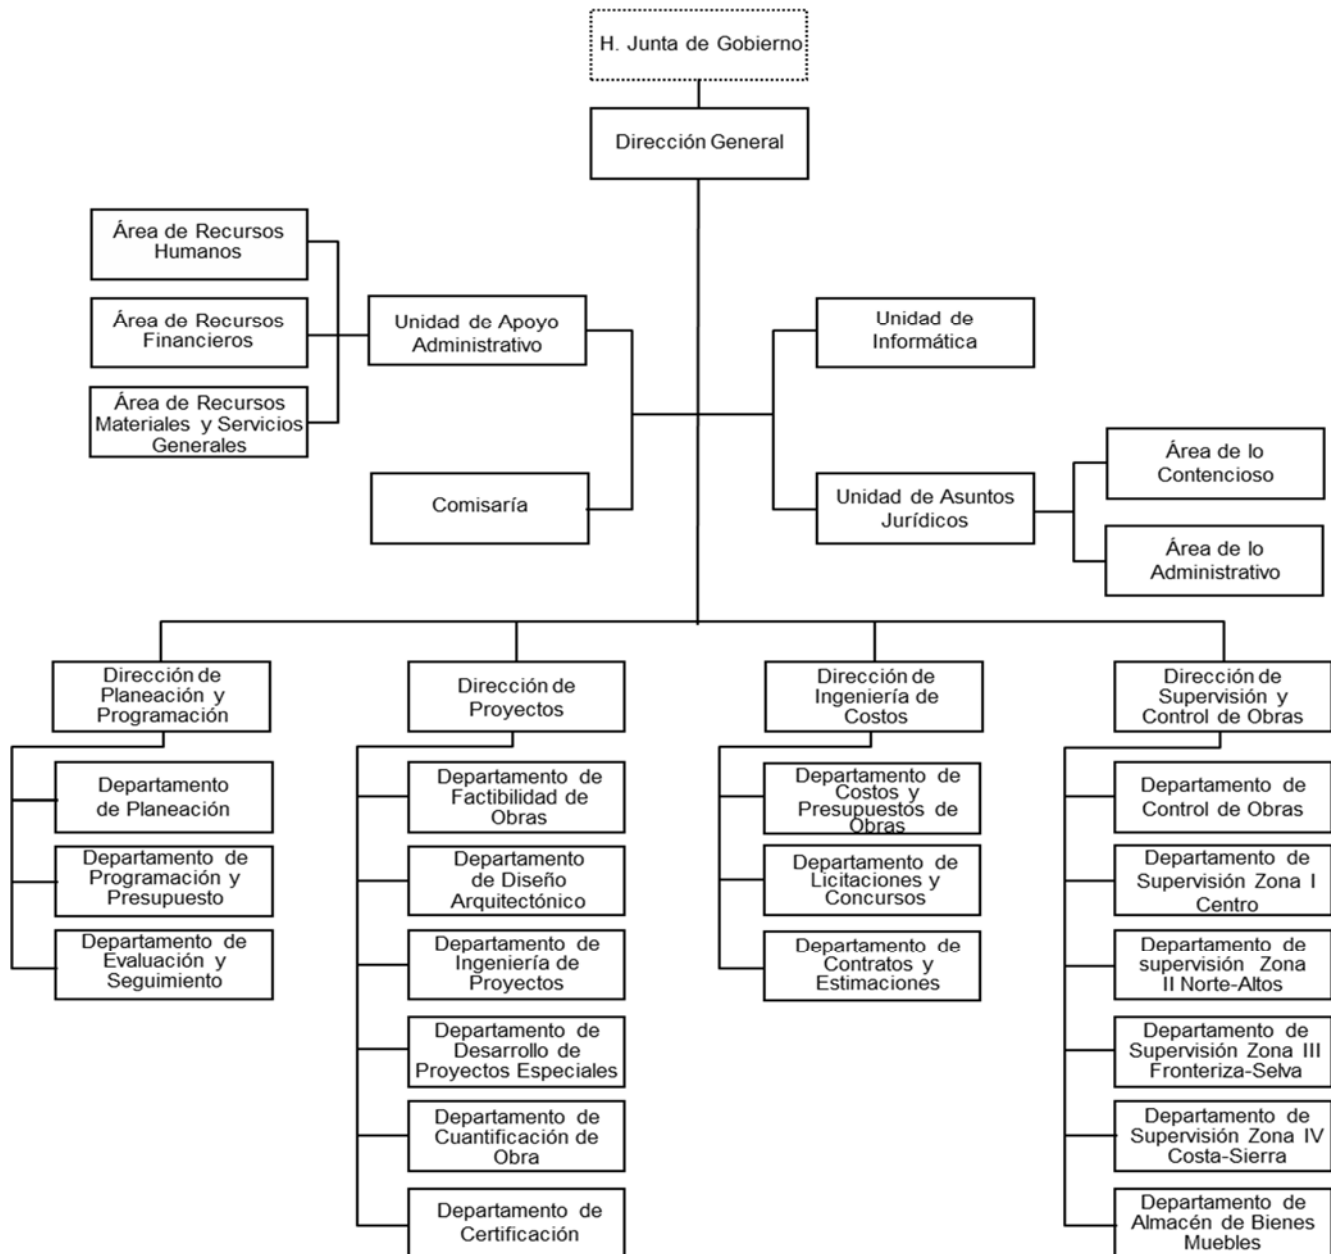 H. Junta de Gobierno
Dirección General
Área de Recursos
Humanos
Área de Recursos
Financieros
Área de Recursos
Materiales y Servicios
Generales
Unidad de Apoyo
Administrativo
Comisaría
Unidad de
Informática
Unidad de Asuntos
Jurídicos
Área de lo
Contencioso
Área de lo
Administrativo
Dirección de
Planeación y
Programación
Departamento
de Planeación
Departamento de
Programación y
Presupuesto
Departamento de
Evaluación y
Seguimiento
Dirección de
Proyectos
Departamento de
Factibilidad de
Obras
Departamento
de Diseño
Arquitectónico
Departamento de
Ingeniería de
Proyectos
Departamento de
Desarrollo de
Proyectos Especiales
Departamento de
Cuantificación de
Obra
Departamento de
Certificación
Dirección de
Ingeniería de
Costos
Departamento de
Costos y
Presupuestos de
Obras
Departamento de
Licitaciones y
Concursos
Departamento de
Contratos y
Estimaciones
Dirección de
Supervisión y
Control de Obras
Departamento de
Control de Obras
Departamento de
Supervisión Zona I
Centro
Departamento de
supervisión Zona
II Norte-Altos
Departamento de
Supervisión Zona III
Fronteriza-Selva
Departamento de
Supervisión Zona IV
Costa-Sierra
Departamento de
Almacén de Bienes
Muebles